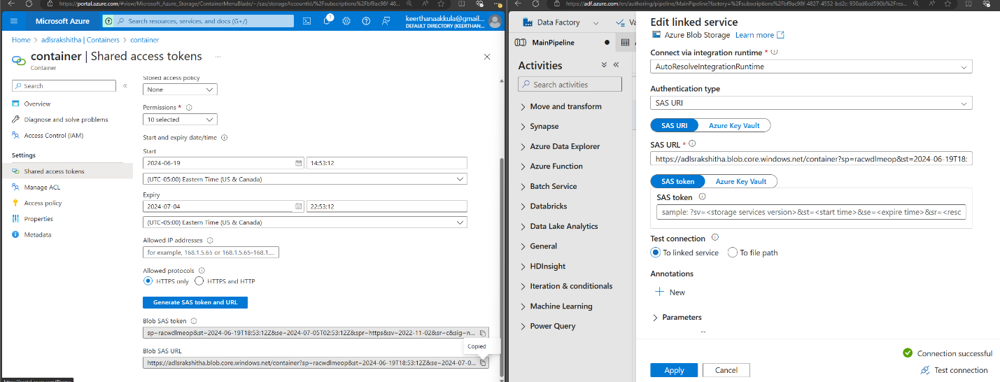 https://portal.azure.com/#view/Microsoft_Azure_Storage/ContainerMenuBlade/~/sas/storageAccountId/%2Fsubscriptions%2Fbf9ac98f-48...
Microsoft Azure
Search resources, services, and docs (G+/)
1
keerthanaakkula@gmail....
DEFAULT DIRECTORY (KEERTHAN...
Home > adlsrakshitha | Containers > container
container | Shared access tokens ...
Container
Search
Overview
Diagnose and solve problems
Access Control (IAM)
Settings
Shared access tokens
Manage ACL
Access policy
Properties
Metadata
Stored access policy
None
Permissions *
10 selected
Start and expiry date/time
Start
2024-06-19
14:53:12
(UTC-05:00) Eastern Time (US & Canada)
Expiry
2024-07-04
22:53:12
(UTC-05:00) Eastern Time (US & Canada)
Allowed IP addresses
for example, 168.1.5.65 or 168.1.5.65-168.1....
Allowed protocols
HTTPS only
HTTPS and HTTP
Generate SAS token and URL
Blob SAS token
sp=racwdlmeop&st=2024-06-19T18:53:12Z&se=2024-07-05T02:53:12Z&spr=https&sv=2022-11-02&sr=c&sig=n...
Copied
Blob SAS URL
https://adlsrakshitha.blob.core.windows.net/container?sp=racwdlmeop&st=2024-06-19T18:53:12Z&se=2024-07-0...
https://adf.azure.com/en/authoring/pipeline/MainPipeline?factory=%2Fsubscriptions%2Fbf9ac98f-4827-4552-bd2c-930ad6cd590b%2Fres...
Data Factory
Va
MainPipeline
Activities
Search activities
Move and transform
Synapse
Azure Data Explorer
Azure Function
Batch Service
Databricks
Data Lake Analytics
General
HDInsight
Iteration & conditionals
Machine Learning
Power Query
Edit linked service
Azure Blob Storage Learn more
Connect via integration runtime *
AutoResolveIntegrationRuntime
Authentication type
SAS URI
SAS URI
Azure Key Vault
SAS URL *
https://adlsrakshitha.blob.core.windows.net/container?sp=racwdlmeop&st=2024-06-19T18:
SAS token
Azure Key Vault
SAS token
sample: ?sv=<storage services version>&st=<start time>&se=<expire time>&sr=<resc
Test connection
To linked service
To file path
Annotations
New
Parameters
Connection successful
Apply
Cancel
Test connection